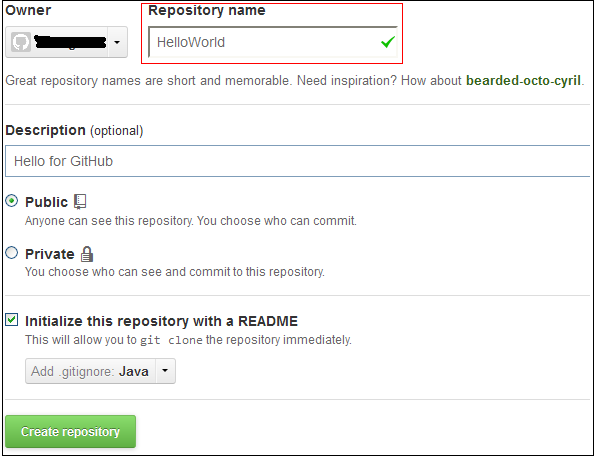 Owner
Repository name
HelloWorld
Great repository names are short and memorable. Need inspiration? How about bearded-octo-cyril.
Description (optional)
Hello for GitHub
Public
Anyone can see this repository. You choose who can commit.
Private
You choose who can see and commit to this repository.
Initialize this repository with a README
This will allow you to git clone the repository immediately.
Add .gitignore: Java
Create repository